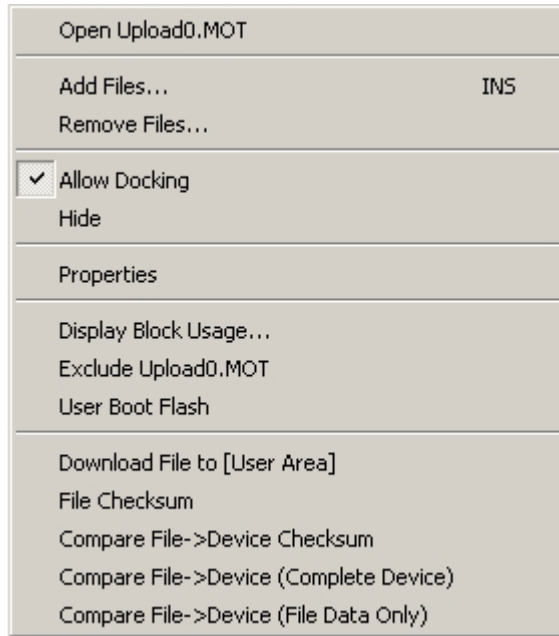 Open Upload0.MOT
Add Files... INS
Remove Files...
Allow Docking
Hide
Properties
Display Block Usage...
Exclude Upload0.MOT
User Boot Flash
Download File to [User Area]
File Checksum
Compare File->Device Checksum
Compare File->Device (Complete Device)
Compare File->Device (File Data Only)